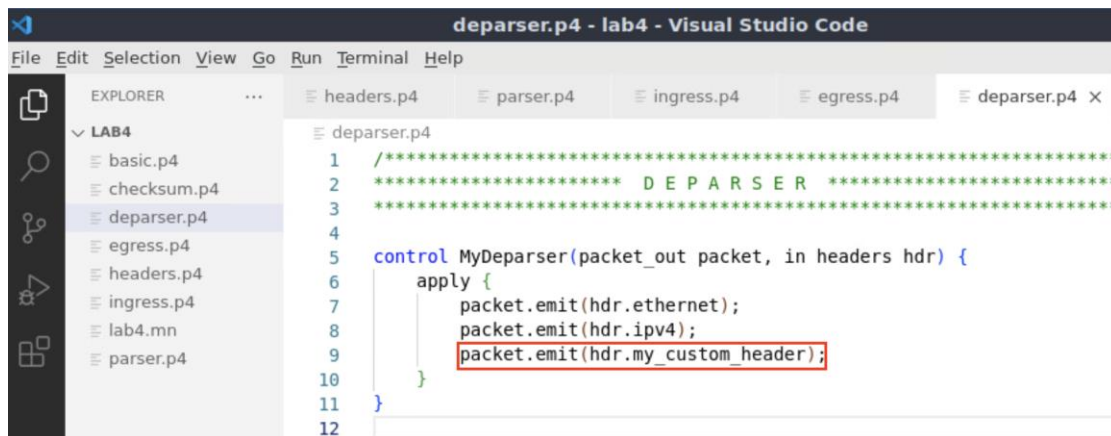 deparser.p4 - lab4 - Visual Studio Code
File Edit Selection View Go Run Terminal Help
EXPLORER ...
headers.p4 parser.p4 ingress.p4 egress.p4 deparser.p4 ×
LAB4
basic.p4
checksum.p4
deparser.p4
egress.p4
headers.p4
ingress.p4
lab4.mn
parser.p4
deparser.p4
1 /********************************************************************
2 *********************** D E P A R S E R **************************
3 ********************************************************************
4
5 control MyDeparser(packet_out packet, in headers hdr) {
6 apply {
7 packet.emit(hdr.ethernet);
8 packet.emit(hdr.ipv4);
9 packet.emit(hdr.my_custom_header);
10 }
11 }
12